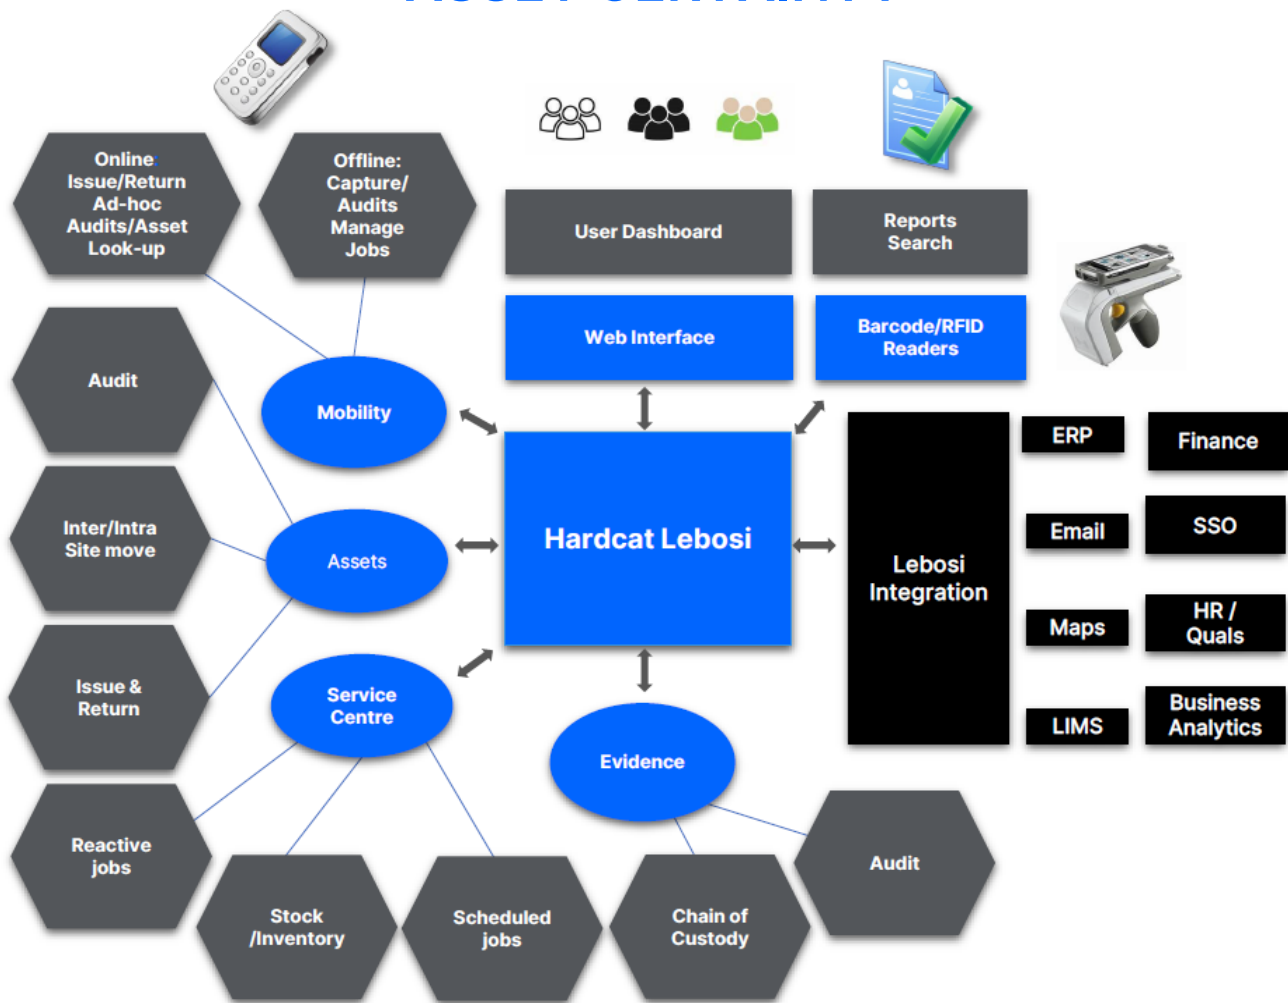 ASSET CERTAINTY
Online:
Issue/Return
Ad-hoc
Audits/Asset
Look-up
Offline:
Capture/
Audits
Manage
Jobs
User Dashboard
Reports
Search
Web Interface
Barcode/RFID
Readers
Audit
Mobility
ERP
Finance
Inter/Intra
Site move
Assets
Hardcat Lebosi
Lebosi
Integration
Email
SSO
Maps
HR /
Quals
Issue &
Return
Service
Centre
LIMS
Business
Analytics
Evidence
Reactive
jobs
Stock
/Inventory
Scheduled
jobs
Chain of
Custody
Audit